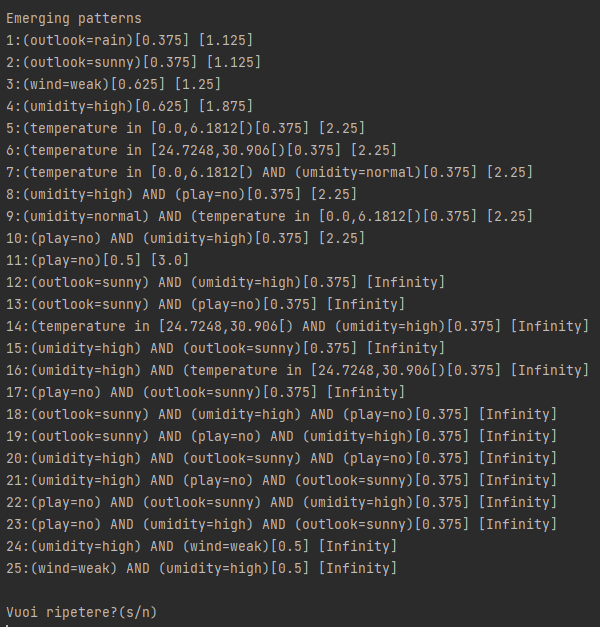 Emerging patterns
1:(outlook=rain)[0.375] [1.125]
2:(outlook=sunny)[0.375] [1.125]
3:(wind=weak)[0.625] [1.25]
4:(umidity=high)[0.625] [1.875]
5:(temperature in [0.0,6.1812[)[0.375] [2.25]
6:(temperature in [24.7248,30.906[)[0.375] [2.25]
7:(temperature in [0.0,6.1812[) AND (umidity=normal)[0.375] [2.25]
8:(umidity=high) AND (play=no)[0.375] [2.25]
9:(umidity=normal) AND (temperature in [0.0,6.1812[)[0.375] [2.25]
10:(play=no) AND (umidity=high)[0.375] [2.25]
11:(play=no)[0.5] [3.0]
12:(outlook=sunny) AND (umidity=high)[0.375] [Infinity]
13:(outlook=sunny) AND (play=no)[0.375] [Infinity]
14:(temperature in [24.7248,30.906[) AND (umidity=high)[0.375] [Infinity]
15:(umidity=high) AND (outlook=sunny)[0.375] [Infinity]
16:(umidity=high) AND (temperature in [24.7248,30.906[)[0.375] [Infinity]
17:(play=no) AND (outlook=sunny)[0.375] [Infinity]
18:(outlook=sunny) AND (umidity=high) AND (play=no)[0.375] [Infinity]
19:(outlook=sunny) AND (play=no) AND (umidity=high)[0.375] [Infinity]
20:(umidity=high) AND (outlook=sunny) AND (play=no)[0.375] [Infinity]
21:(umidity=high) AND (play=no) AND (outlook=sunny)[0.375] [Infinity]
22:(play=no) AND (outlook=sunny) AND (umidity=high)[0.375] [Infinity]
23:(play=no) AND (umidity=high) AND (outlook=sunny)[0.375] [Infinity]
24:(umidity=high) AND (wind=weak)[0.5] [Infinity]
25:(wind=weak) AND (umidity=high)[0.5] [Infinity]
Vuoi ripetere?(s/n)